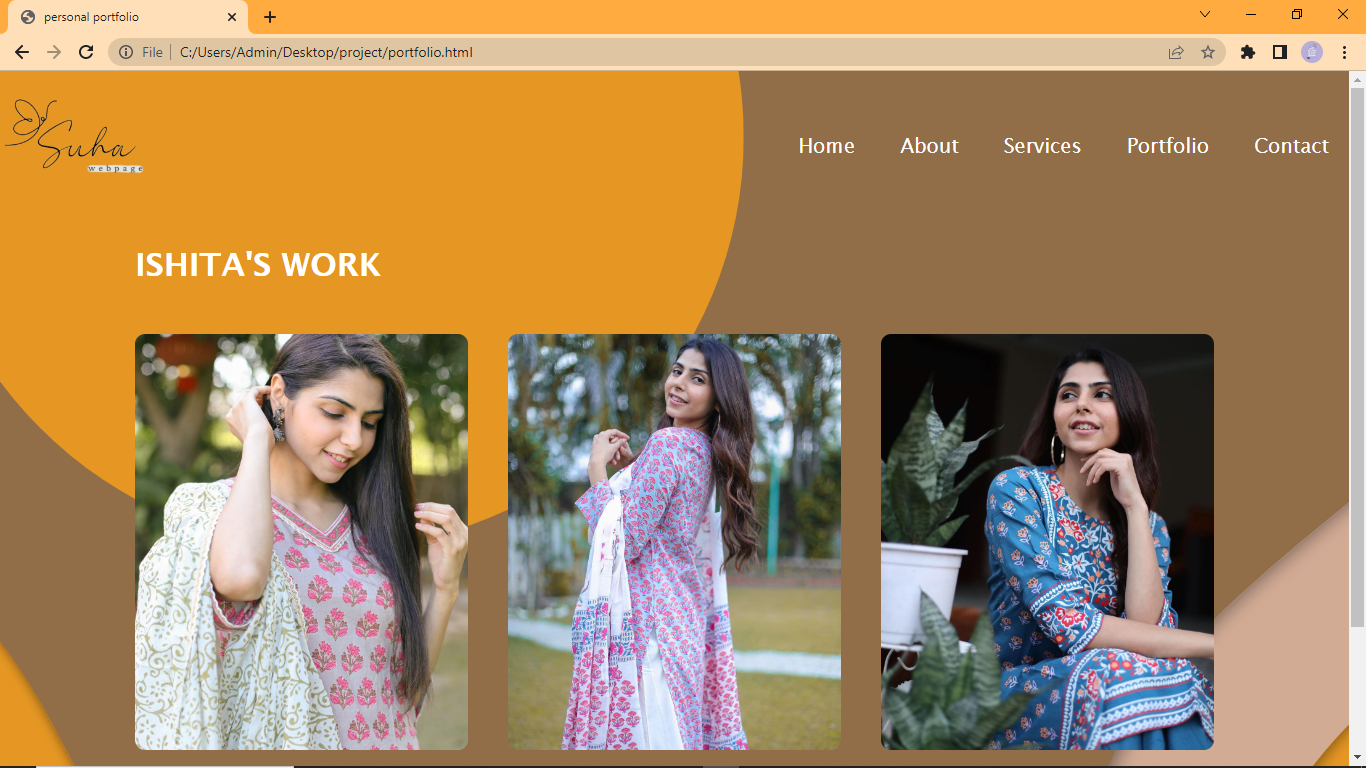 personal portfolio
File
C:/Users/Admin/Desktop/project/portfolio.html
Suha
webpage
Home About Services Portfolio Contact
ISHITA'S WORK